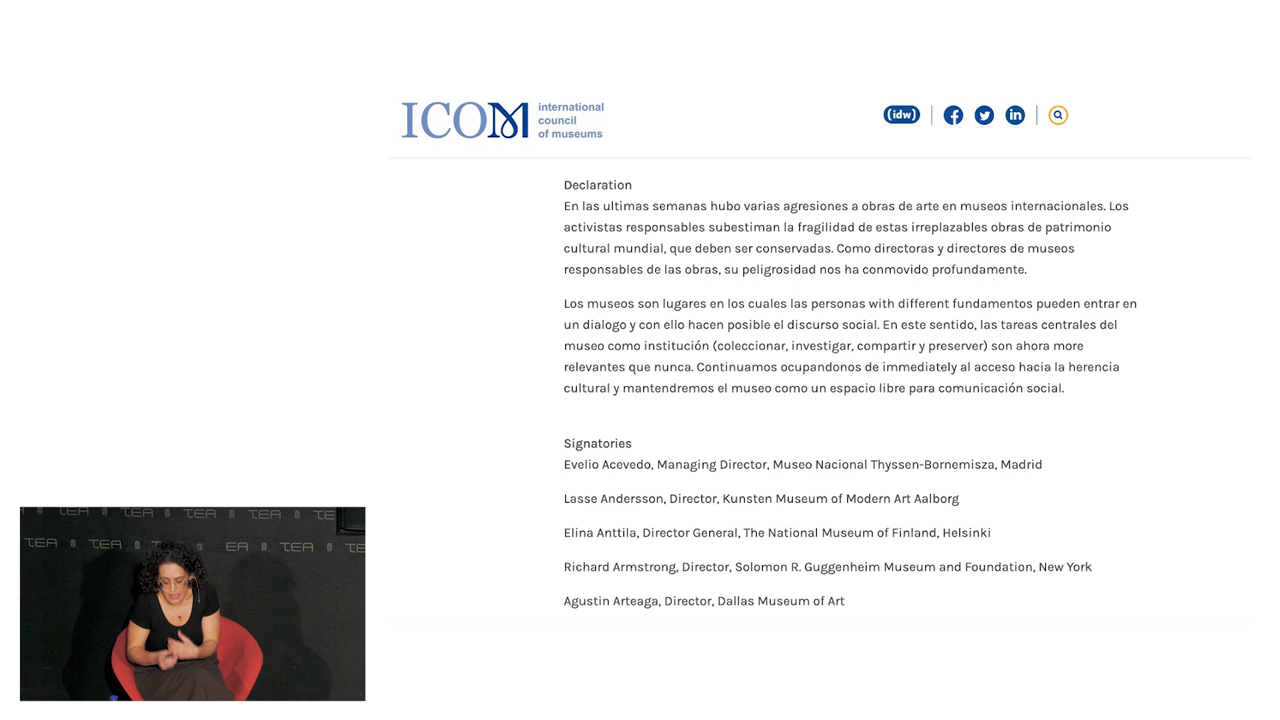 ICOM international
council
of museums
(idw)
Declaration
En las ultimas semanas hubo varias agresiones a obras de arte en museos internacionales. Los
activistas responsables subestiman la fragilidad de estas irreplazables obras de patrimonio
cultural mundial, que deben ser conservadas. Como directoras y directores de museos
responsables de las obras, su peligrosidad nos ha conmovido profundamente.
Los museos son lugares en los cuales las personas with different fundamentos pueden entrar en
un dialogo y con ello hacen posible el discurso social. En este sentido, las tareas centrales del
museo como institución (coleccionar, investigar, compartir y preserver) son ahora more
relevantes que nunca. Continuamos ocupandonos de immediately al acceso hacia la herencia
cultural y mantendremos el museo como un espacio libre para comunicación social.
Signatories
Evelio Acevedo, Managing Director, Museo Nacional Thyssen-Bornemisza, Madrid
Lasse Andersson, Director, Kunsten Museum of Modern Art Aalborg
Elina Anttila, Director General, The National Museum of Finland, Helsinki
Richard Armstrong, Director, Solomon R. Guggenheim Museum and Foundation, New York
Agustin Arteaga, Director, Dallas Museum of Art
TEA TEA TEA TEA TE
TEA TEA EA TEA TE